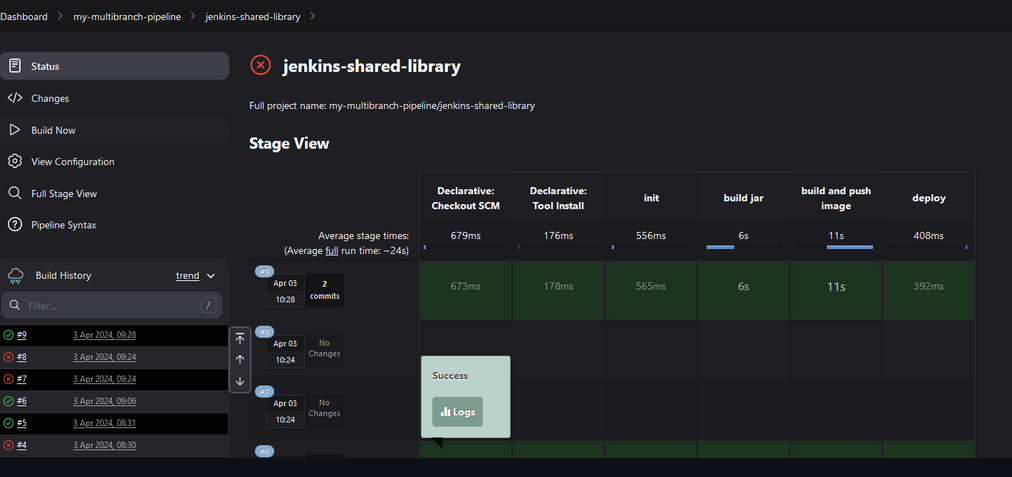 Dashboard > my-multibranch-pipeline > jenkins-shared-library >
Status
Changes
Build Now
View Configuration
Full Stage View
Pipeline Syntax
Build History trend
Filter... /
#9 3 Apr 2024, 09:28
#8 3 Apr 2024, 09:24
#7 3 Apr 2024, 09:24
#6 3 Apr 2024, 09:06
#5 3 Apr 2024, 08:31
#4 3 Apr 2024, 08:30
jenkins-shared-library
Full project name: my-multibranch-pipeline/jenkins-shared-library
Stage View
Declarative: Declarative: build and push
Checkout SCM Tool Install init build jar image deploy
Average stage times: 679ms 176ms 556ms 6s 11s 408ms
(Average full run time: ~24s)
#9
Apr 03 2
10:28 commits
673ms 178ms 565ms 6s 11s 392ms
#8
Apr 03 No
10:24 Changes
Success
Logs
#7
Apr 03 No
10:24 Changes
#6